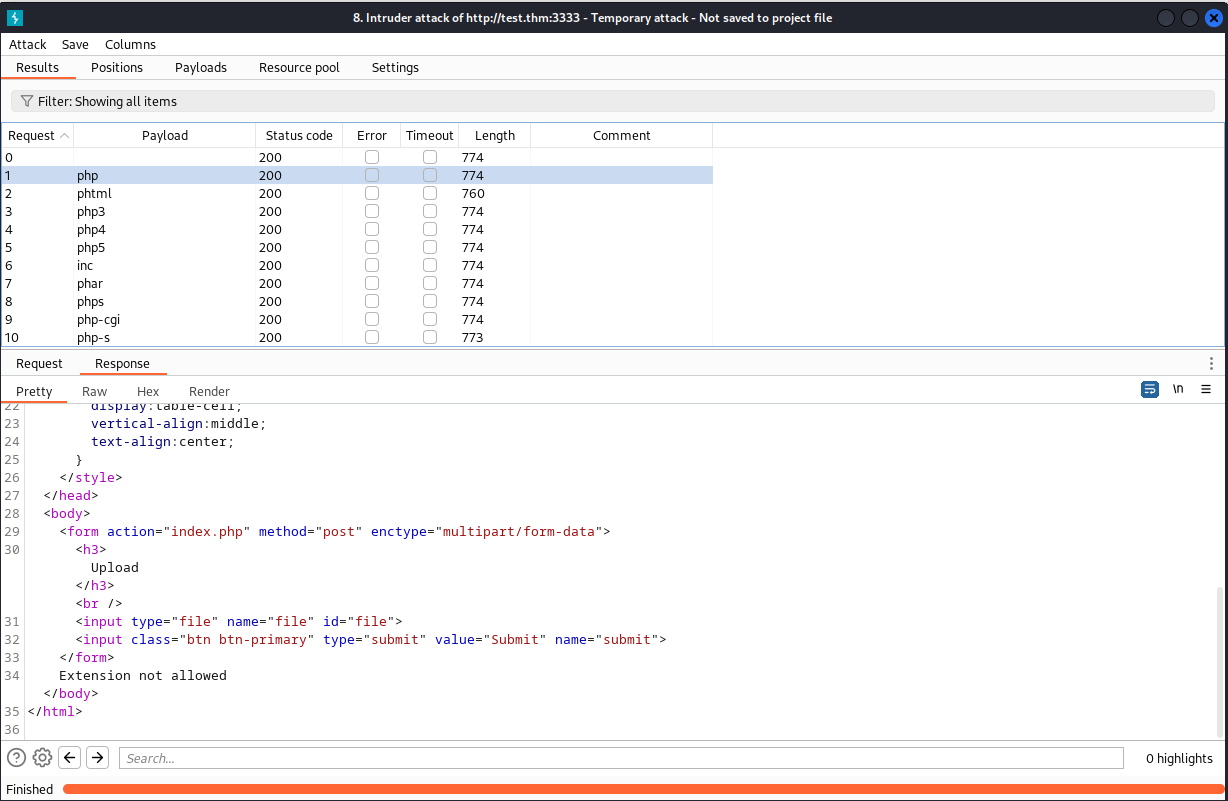 8. Intruder attack of http://test.thm:3333 - Temporary attack - Not saved to project file
Attack Save Columns
Results Positions Payloads Resource pool Settings
Filter: Showing all items
Request Payload Status code Error Timeout Length Comment
0 200 774
1 php 200 774
2 phtml 200 760
3 php3 200 774
4 php4 200 774
5 php5 200 774
6 inc 200 774
7 phar 200 774
8 phps 200 774
9 php-cgi 200 774
10 php-s 200 773
Request Response
Pretty Raw Hex Render \n
22 display:table-cell;
23 vertical-align:middle;
24 text-align:center;
25 }
26 </style>
27 </head>
28 <body>
29 <form action="index.php" method="post" enctype="multipart/form-data">
30 <h3>
Upload
</h3>
<br />
31 <input type="file" name="file" id="file">
32 <input class="btn btn-primary" type="submit" value="Submit" name="submit">
33 </form>
34 Extension not allowed
</body>
35 </html>
36
Search... 0 highlights
Finished